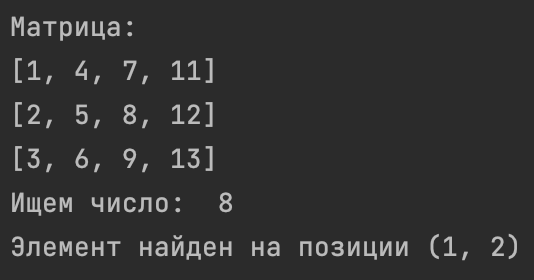 Матрица:
[1, 4, 7, 11]
[2, 5, 8, 12]
[3, 6, 9, 13]
Ищем число:  8
Элемент найден на позиции (1, 2)